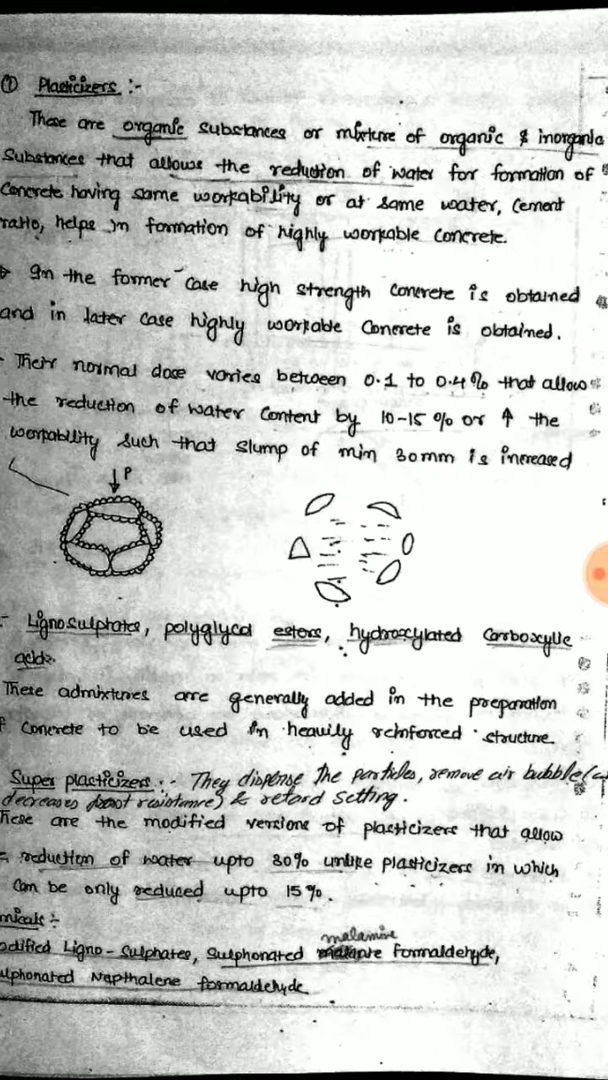 ① Plasticizers :-
These are organic substances or mixture of organic & inorganic
Substances that allows the reduction of water for formation of
Concrete having same workability or at same water, cement
ratio, helps in formation of highly workable concrete.
In the former case high strength concrete is obtained
and in later case highly workable concrete is obtained.
- Their normal dose varies between 0.1 to 0.4% that allow
the reduction of water content by 10-15% or ↑ the
workability such that slump of min 30mm is increased
↓P
:- Lignosulphates, polyglycol esters, hydroxylated carboxylic
acids.
These admixtures are generally added in the preparation
f concrete to be used in heavily reinforced structure.
Super plasticizers :- They dispense the particles, remove air bubble
decreases frost resistance) & retard setting.
These are the modified versions of plasticizers that allow
reduction of water upto 30% unlike plasticizers in which
can be only reduced upto 15%.
micals :-
malamine
odified Ligno-Sulphates, Sulphonated formaldehyde,
ulphonated Napthalene formaldehyde